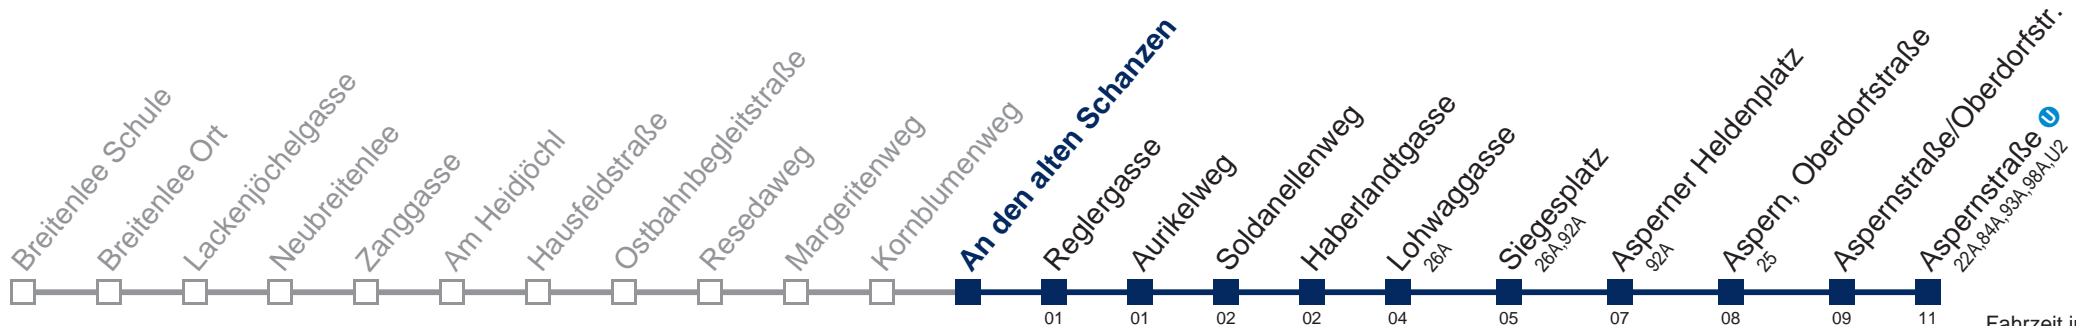 Breitenlee Schule
Breitenlee Ort
Lackenjöchelgasse
Neubreitenlee
Zanggasse
Am Heidjöchl
Hausfeldstraße
Ostbahnbegleitstraße
Resedaweg
Margeritenweg
Kornblumenweg
An den alten Schanzen
Reglergasse
Aurikelweg
Soldanellenweg
Haberlandtgasse
Lohwaggasse
26A
Siegesplatz
26A,92A
Asperner Heldenplatz
92A
Aspern, Oberdorfstraße
25
Aspernstraße/Oberdorfstr.
Aspernstraße U
22A,84A,93A,98A,U2
01 01 02 02 04 05 07 08 09 11
Fahrzeit